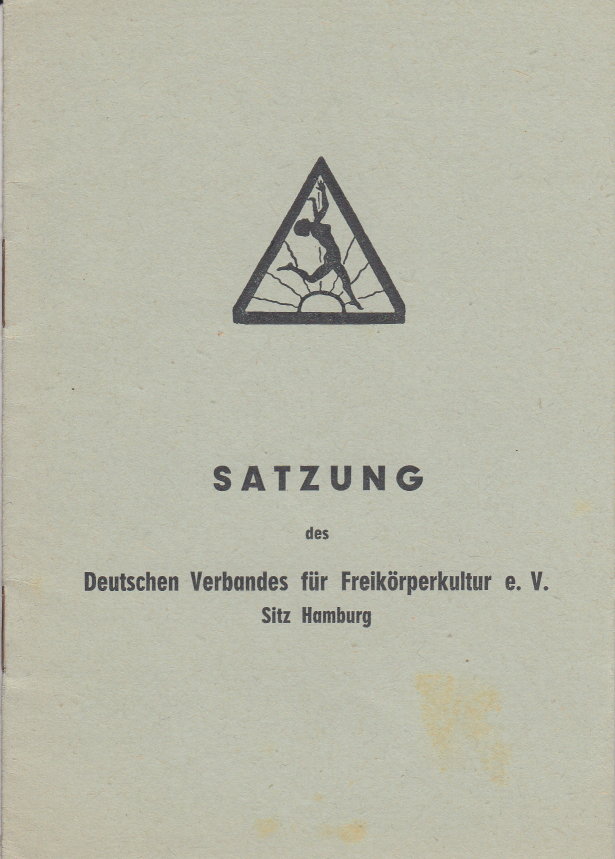 SATZUNG
des
Deutschen Verbandes für Freikörperkultur e. V.
Sitz Hamburg